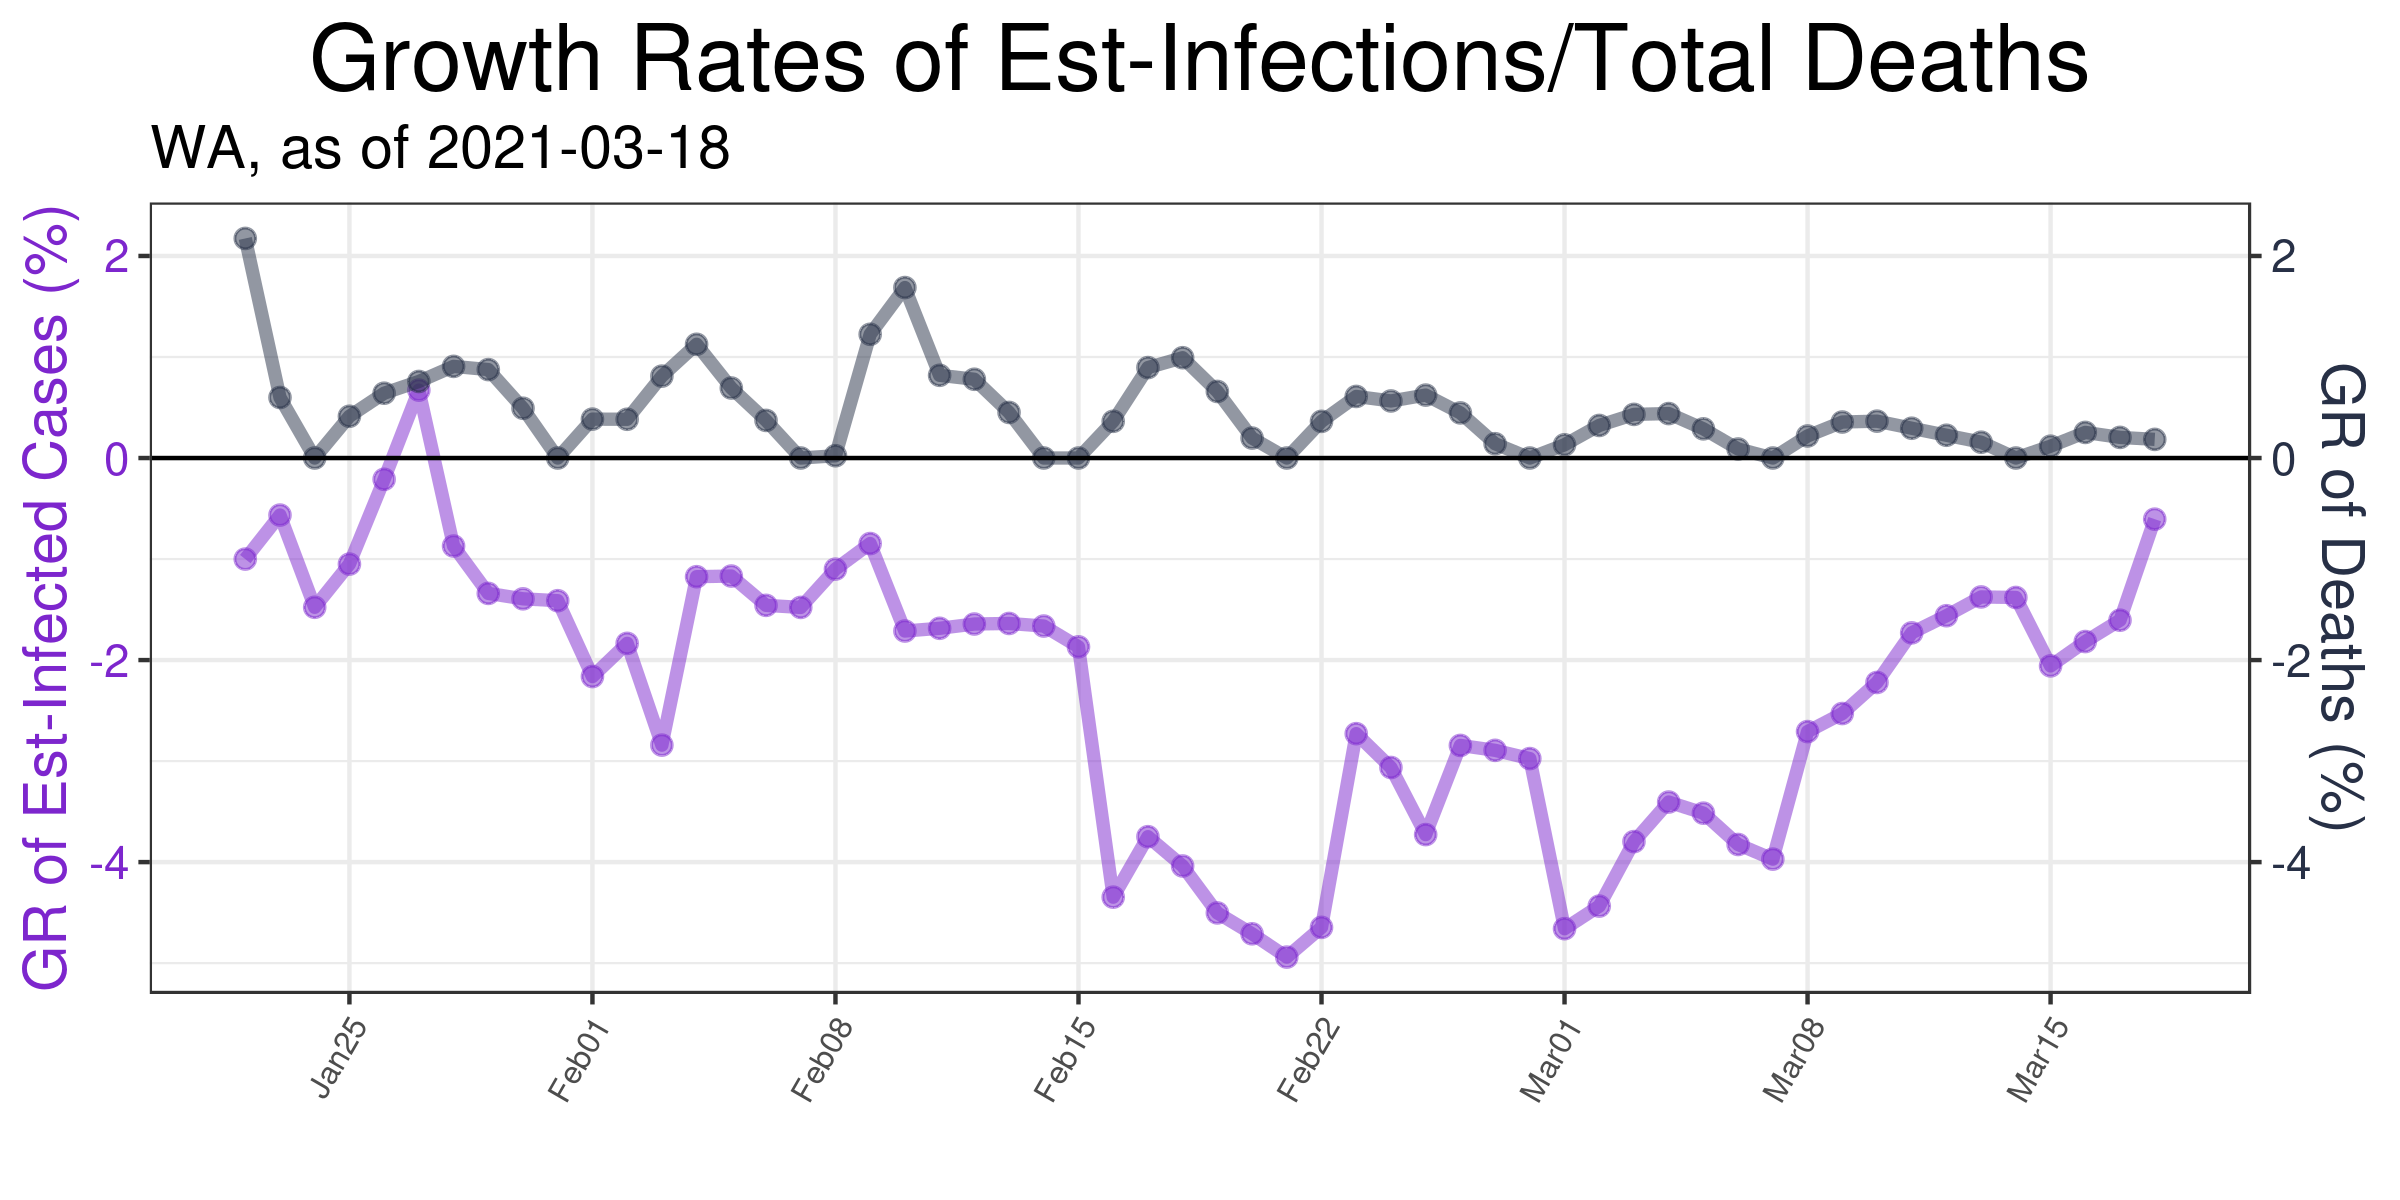 Growth Rates of Est-Infections/Total Deaths
WA, as of 2021-03-18
GR of Est-Infected Cases (%)
2
0
-2
-4
2
0
-2
-4
GR of Deaths (%)
Jan25
Feb01
Feb08
Feb15
Feb22
Mar01
Mar08
Mar15